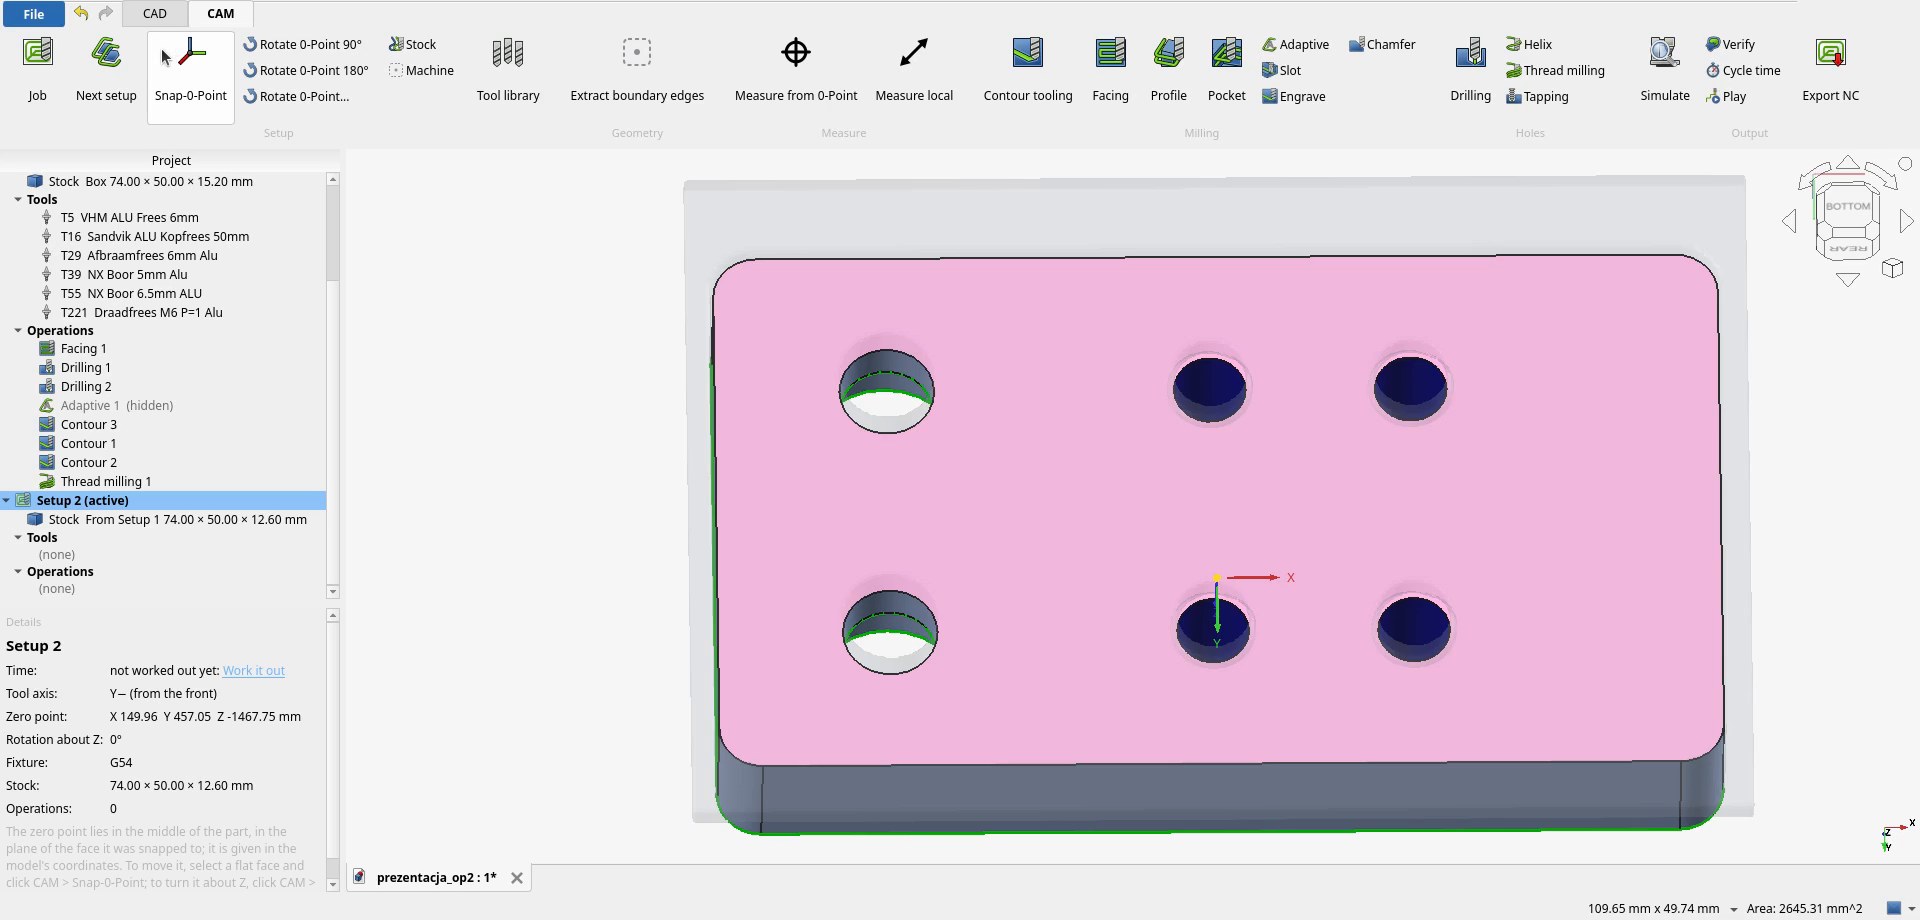 File
CAD
CAM
Job
Next setup
Snap-0-Point
Rotate 0-Point 90°
Rotate 0-Point 180°
Rotate 0-Point...
Stock
Machine
Tool library
Extract boundary edges
Measure from 0-Point
Measure local
Contour tooling
Facing
Profile
Pocket
Adaptive
Slot
Engrave
Chamfer
Drilling
Helix
Thread milling
Tapping
Simulate
Verify
Cycle time
Play
Export NC
Setup
Geometry
Measure
Milling
Holes
Output
Project
Stock Box 74.00 × 50.00 × 15.20 mm
Tools
T5 VHM ALU Frees 6mm
T16 Sandvik ALU Kopfrees 50mm
T29 Afbraamfrees 6mm Alu
T39 NX Boor 5mm Alu
T55 NX Boor 6.5mm ALU
T221 Draadfrees M6 P=1 Alu
Operations
Facing 1
Drilling 1
Drilling 2
Adaptive 1 (hidden)
Contour 3
Contour 1
Contour 2
Thread milling 1
Setup 2 (active)
Stock From Setup 1 74.00 × 50.00 × 12.60 mm
Tools
(none)
Operations
(none)
Details
Setup 2
Time: not worked out yet: Work it out
Tool axis: Y− (from the front)
Zero point: X 149.96 Y 457.05 Z -1467.75 mm
Rotation about Z: 0°
Fixture: G54
Stock: 74.00 × 50.00 × 12.60 mm
Operations: 0
The zero point lies in the middle of the part, in the
plane of the face it was snapped to; it is given in the
model's coordinates. To move it, select a flat face and
click CAM > Snap-0-Point; to turn it about Z, click CAM >
BOTTOM
REAR
X
Y
X
Z
Y
prezentacja_op2 : 1*
109.65 mm x 49.74 mm
Area: 2645.31 mm^2